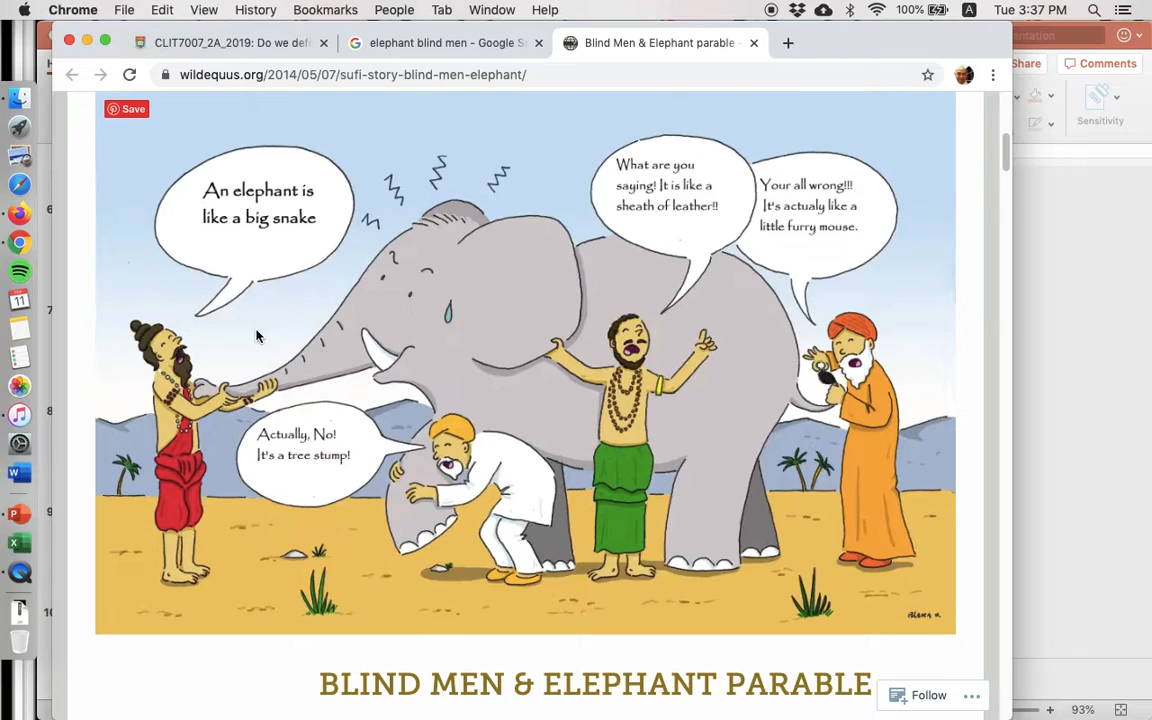 Chrome File Edit View History Bookmarks People Tab Window Help 100% A Tue 3:37 PM
CLIT7007_2A_2019: Do we defi
elephant blind men - Google Se
Blind Men & Elephant parable -
wildequus.org/2014/05/07/sufi-story-blind-men-elephant/
Share
Comments
Sensitivity
Save
An elephant is
like a big snake
What are you
saying! It is like a
sheath of leather!!
Your all wrong!!!
It's actualy like a
little furry mouse.
Actually, No!
It's a tree stump!
BLIND MEN & ELEPHANT PARABLE
Follow
93%